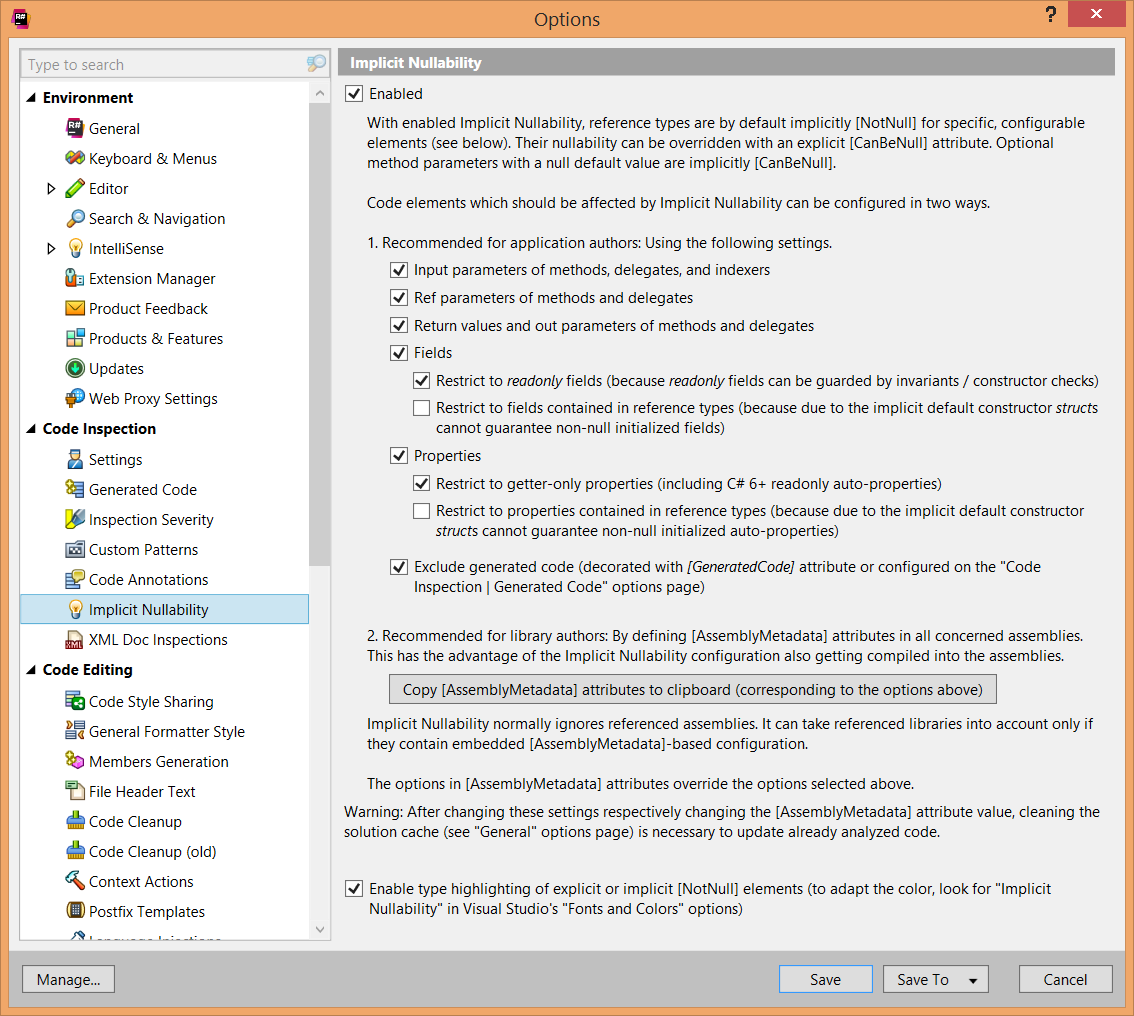 Options
?
Type to search
Environment
General
Keyboard & Menus
Editor
Search & Navigation
IntelliSense
Extension Manager
Product Feedback
Products & Features
Updates
Web Proxy Settings
Code Inspection
Settings
Generated Code
Inspection Severity
Custom Patterns
Code Annotations
Implicit Nullability
XML Doc Inspections
Code Editing
Code Style Sharing
General Formatter Style
Members Generation
File Header Text
Code Cleanup
Code Cleanup (old)
Context Actions
Postfix Templates
Implicit Nullability
Enabled
With enabled Implicit Nullability, reference types are by default implicitly [NotNull] for specific, configurable
elements (see below). Their nullability can be overridden with an explicit [CanBeNull] attribute. Optional
method parameters with a null default value are implicitly [CanBeNull].
Code elements which should be affected by Implicit Nullability can be configured in two ways.
1. Recommended for application authors: Using the following settings.
Input parameters of methods, delegates, and indexers
Ref parameters of methods and delegates
Return values and out parameters of methods and delegates
Fields
Restrict to readonly fields (because readonly fields can be guarded by invariants / constructor checks)
Restrict to fields contained in reference types (because due to the implicit default constructor structs
cannot guarantee non-null initialized fields)
Properties
Restrict to getter-only properties (including C# 6+ readonly auto-properties)
Restrict to properties contained in reference types (because due to the implicit default constructor
structs cannot guarantee non-null initialized auto-properties)
Exclude generated code (decorated with [GeneratedCode] attribute or configured on the "Code
Inspection | Generated Code" options page)
2. Recommended for library authors: By defining [AssemblyMetadata] attributes in all concerned assemblies.
This has the advantage of the Implicit Nullability configuration also getting compiled into the assemblies.
Copy [AssemblyMetadata] attributes to clipboard (corresponding to the options above)
Implicit Nullability normally ignores referenced assemblies. It can take referenced libraries into account only if
they contain embedded [AssemblyMetadata]-based configuration.
The options in [AssemblyMetadata] attributes override the options selected above.
Warning: After changing these settings respectively changing the [AssemblyMetadata] attribute value, cleaning the
solution cache (see "General" options page) is necessary to update already analyzed code.
Enable type highlighting of explicit or implicit [NotNull] elements (to adapt the color, look for "Implicit
Nullability" in Visual Studio's "Fonts and Colors" options)
Manage...
Save
Save To
Cancel